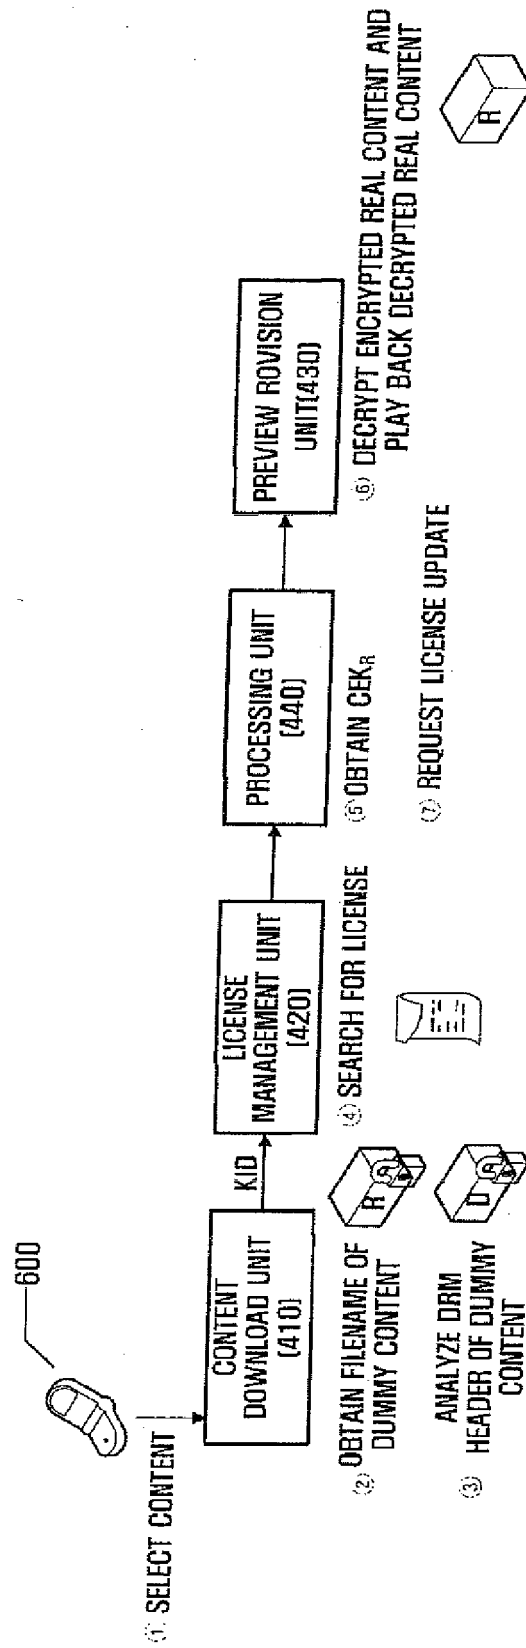 600
① SELECT CONTENT
CONTENT
DOWNLOAD UNIT
(410)
② OBTAIN FILENAME OF
DUMMY CONTENT
R
③ ANALYZE DRM
HEADER OF DUMMY
CONTENT
D
KID
LICENSE
MANAGEMENT UNIT
(420)
④ SEARCH FOR LICENSE
PROCESSING UNIT
(440)
⑤ OBTAIN CEKR
⑦ REQUEST LICENSE UPDATE
PREVIEW ROVISION
UNIT(430)
⑥ DECRYPT ENCRYPTED REAL CONTENT AND
PLAY BACK DECRYPTED REAL CONTENT
R